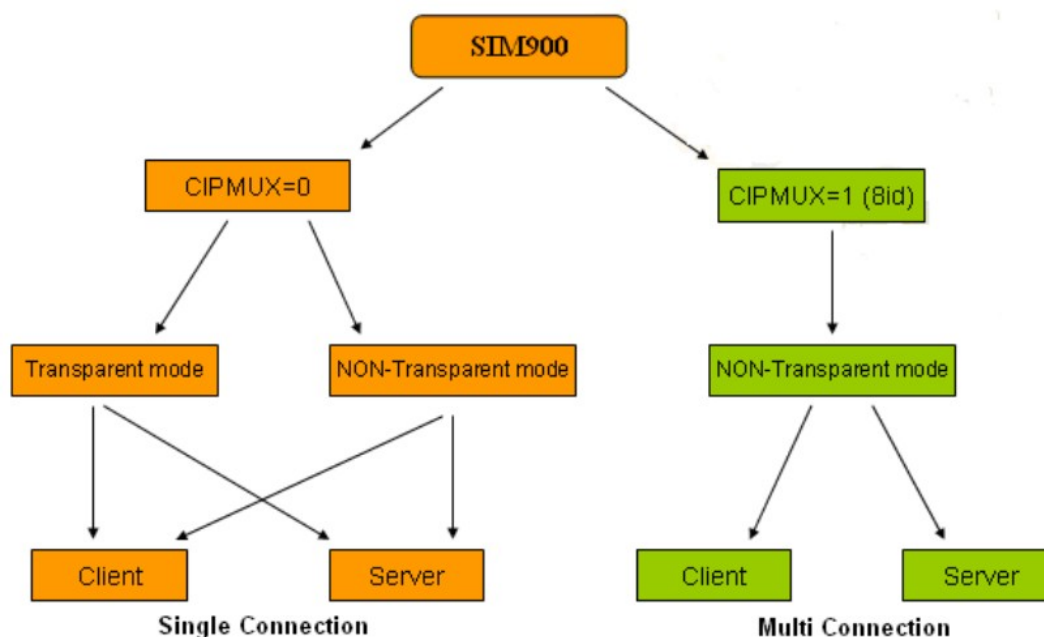 SIM900
CIPMUX=0
CIPMUX=1 (8id)
Transparent mode
NON-Transparent mode
NON-Transparent mode
Client
Server
Client
Server
Single Connection
Multi Connection